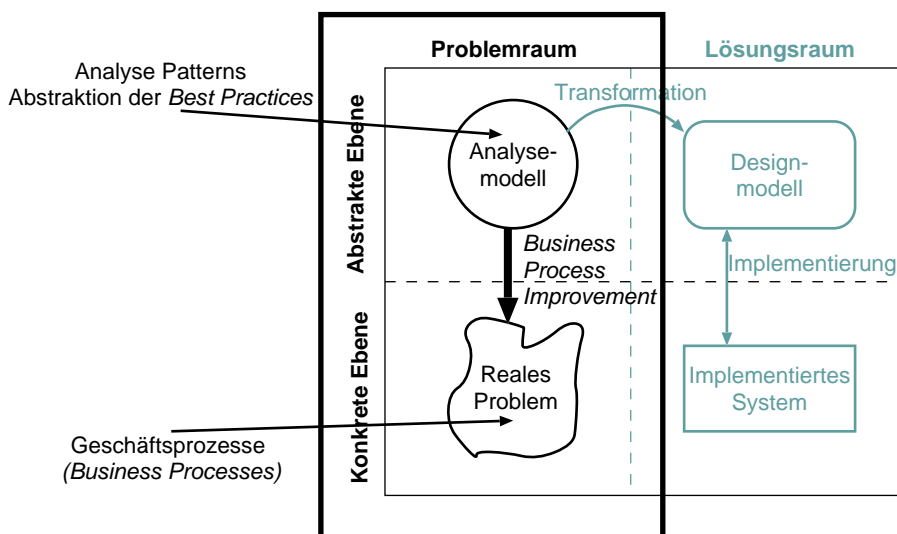 Problemraum
Lösungsraum
Analyse Patterns
Abstraktion der Best Practices
Abstrakte Ebene
Transformation
Analyse-
modell
Design-
modell
Business
Process
Improvement
Implementierung
Konkrete Ebene
Reales
Problem
Implementiertes
System
Geschäftsprozesse
(Business Processes)